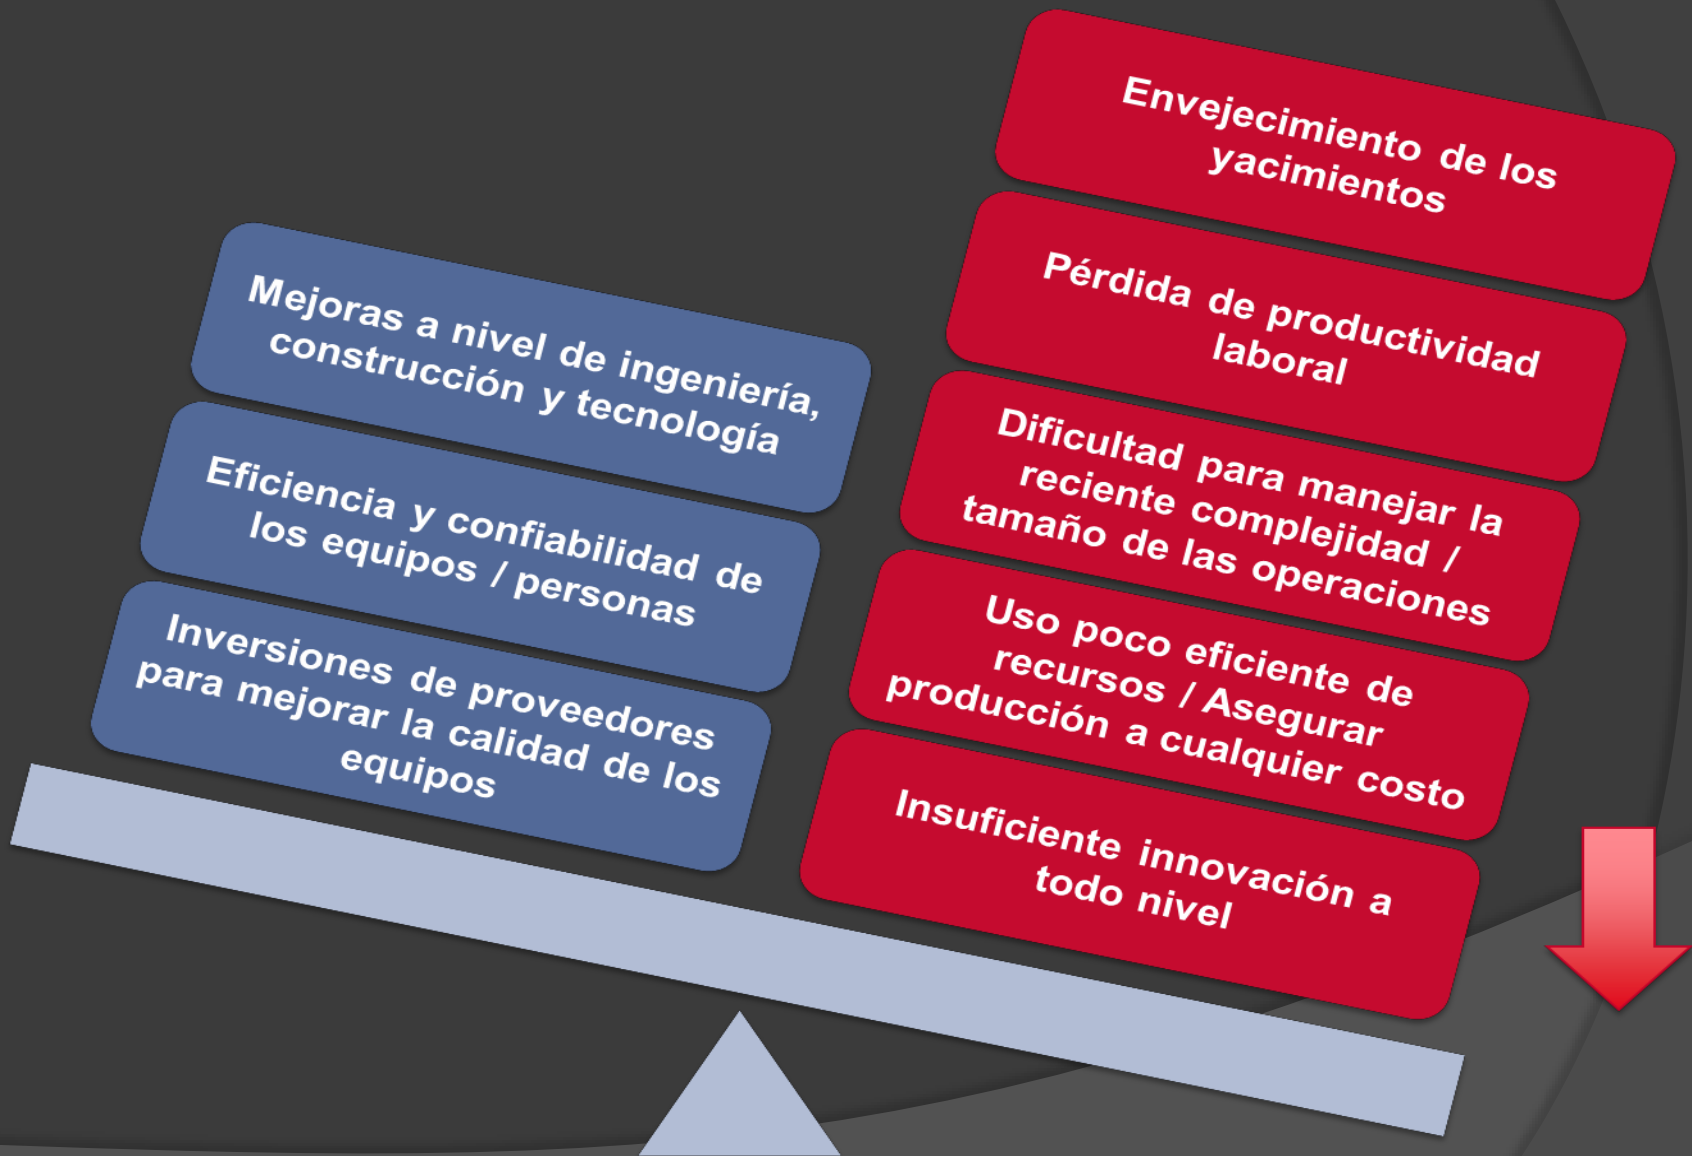 Mejoras a nivel de ingeniería,
construcción y tecnología
Eficiencia y confiabilidad de
los equipos / personas
Inversiones de proveedores
para mejorar la calidad de los
equipos
Envejecimiento de los
yacimientos
Pérdida de productividad
laboral
Dificultad para manejar la
reciente complejidad /
tamaño de las operaciones
Uso poco eficiente de
recursos / Asegurar
producción a cualquier costo
Insuficiente innovación a
todo nivel